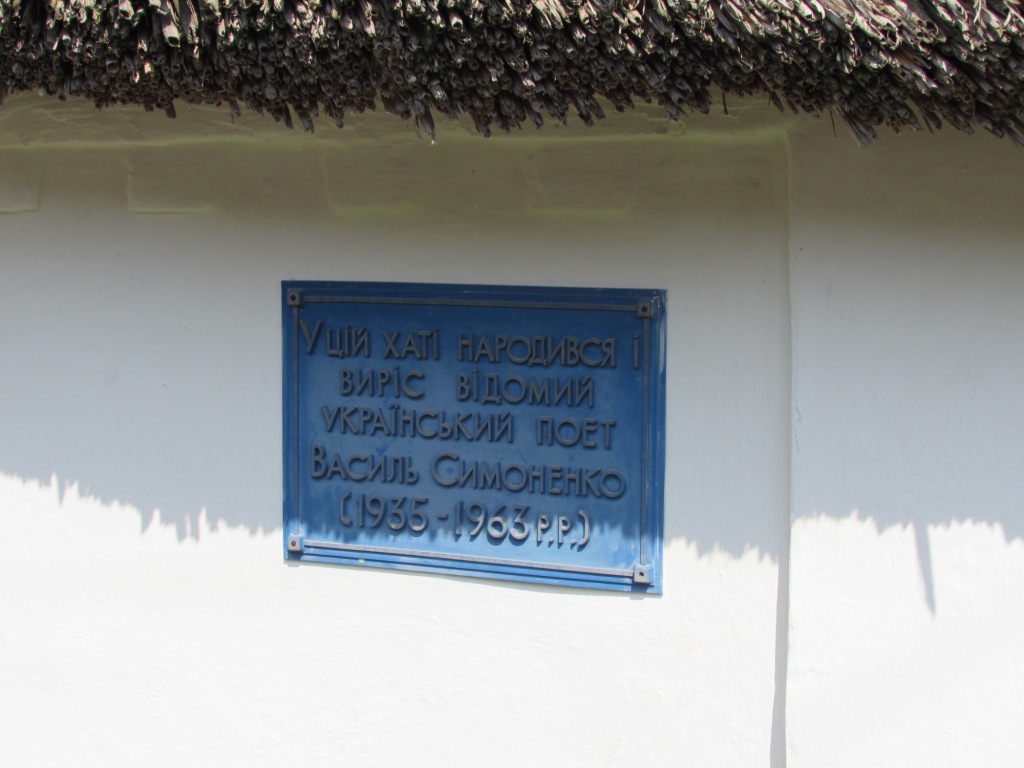 У цій хаті народився і
виріс відомий
український поет
Василь Симоненко
(1935-1963 р.р.)